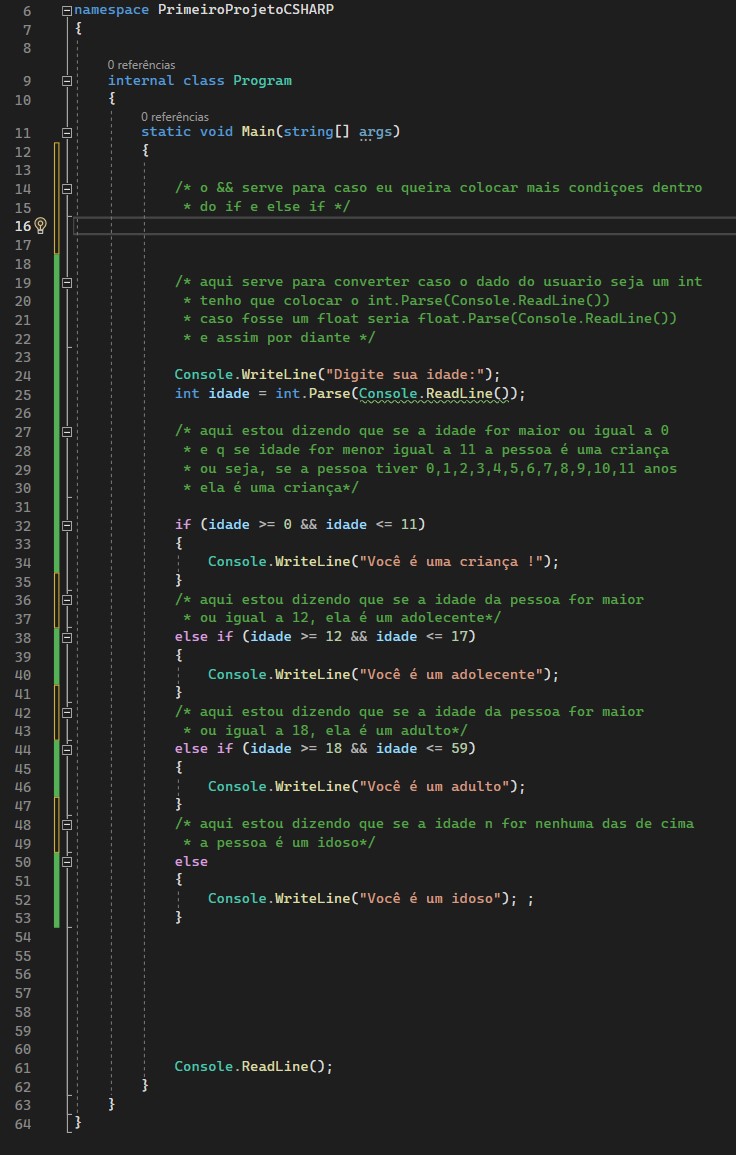 6 namespace PrimeiroProjetoCSHARP
7 {
8
0 referências
9 internal class Program
10 {
0 referências
11 static void Main(string[] args)
12 {
13
14 /* o && serve para caso eu queira colocar mais condiçoes dentro
15 * do if e else if */
16
17
18
19 /* aqui serve para converter caso o dado do usuario seja um int
20 * tenho que colocar o int.Parse(Console.ReadLine())
21 * caso fosse um float seria float.Parse(Console.ReadLine())
22 * e assim por diante */
23
24 Console.WriteLine("Digite sua idade:");
25 int idade = int.Parse(Console.ReadLine());
26
27 /* aqui estou dizendo que se a idade for maior ou igual a 0
28 * e q se idade for menor igual a 11 a pessoa é uma criança
29 * ou seja, se a pessoa tiver 0,1,2,3,4,5,6,7,8,9,10,11 anos
30 * ela é uma criança*/
31
32 if (idade >= 0 && idade <= 11)
33 {
34 Console.WriteLine("Você é uma criança !");
35 }
36 /* aqui estou dizendo que se a idade da pessoa for maior
37 * ou igual a 12, ela é um adolecente*/
38 else if (idade >= 12 && idade <= 17)
39 {
40 Console.WriteLine("Você é um adolecente");
41 }
42 /* aqui estou dizendo que se a idade da pessoa for maior
43 * ou igual a 18, ela é um adulto*/
44 else if (idade >= 18 && idade <= 59)
45 {
46 Console.WriteLine("Você é um adulto");
47 }
48 /* aqui estou dizendo que se a idade n for nenhuma das de cima
49 * a pessoa é um idoso*/
50 else
51 {
52 Console.WriteLine("Você é um idoso"); ;
53 }
54
55
56
57
58
59
60
61 Console.ReadLine();
62 }
63 }
64 }